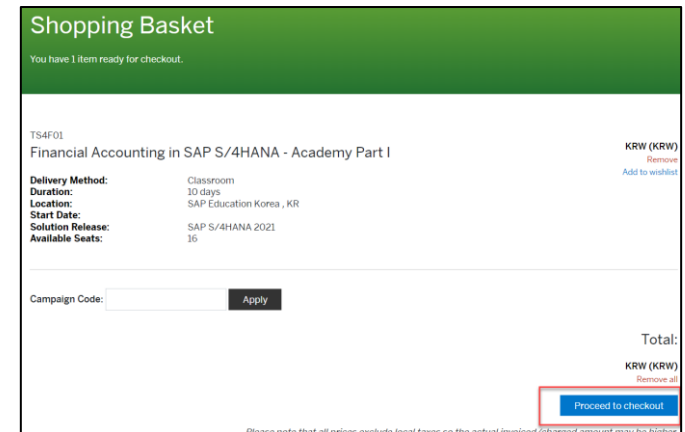 Shopping Basket
You have 1 item ready for checkout.
TS4F01
Financial Accounting in SAP S/4HANA - Academy Part I
KRW (KRW)
Remove
Add to wishlist
Delivery Method: Classroom
Duration: 10 days
Location: SAP Education Korea , KR
Start Date:
Solution Release: SAP S/4HANA 2021
Available Seats: 16
Campaign Code: Apply
Total:
KRW (KRW)
Remove all
Proceed to checkout
Please note that all prices exclude local taxes so the actual invoiced /charged amount may be higher